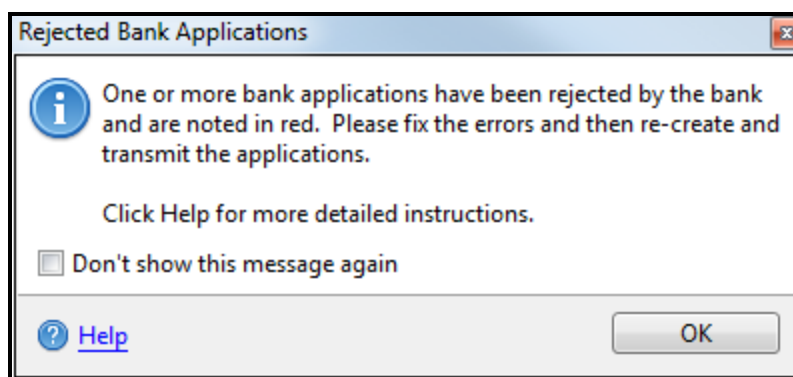 Rejected Bank Applications
One or more bank applications have been rejected by the bank
and are noted in red.  Please fix the errors and then re-create and
transmit the applications.
Click Help for more detailed instructions.
Don't show this message again
Help
OK